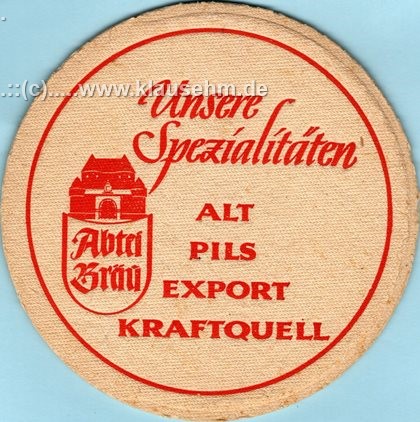 .::(c):.....www.klausehm.de
Unsere
Spezialitäten
ALT
PILS
EXPORT
KRAFTQUELL
Abtei
Bräu